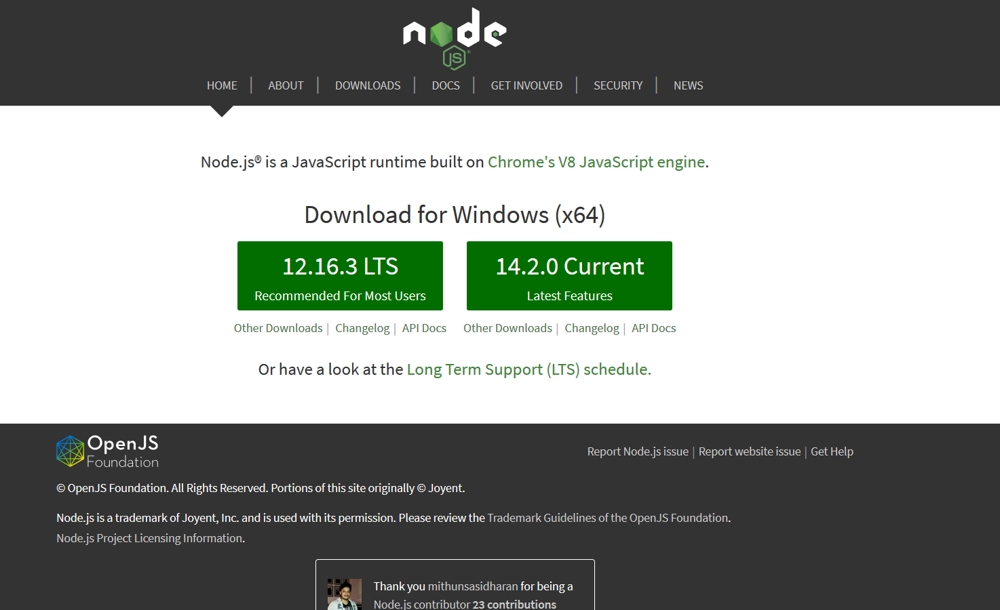 node
JS®
HOME | ABOUT | DOWNLOADS | DOCS | GET INVOLVED | SECURITY | NEWS
Node.js® is a JavaScript runtime built on Chrome's V8 JavaScript engine.
Download for Windows (x64)
12.16.3 LTS
Recommended For Most Users
Other Downloads | Changelog | API Docs
14.2.0 Current
Latest Features
Other Downloads | Changelog | API Docs
Or have a look at the Long Term Support (LTS) schedule.
OpenJS
Foundation
Report Node.js issue | Report website issue | Get Help
© OpenJS Foundation. All Rights Reserved. Portions of this site originally © Joyent.
Node.js is a trademark of Joyent, Inc. and is used with its permission. Please review the Trademark Guidelines of the OpenJS Foundation.
Node.js Project Licensing Information.
Thank you mithunsasidharan for being a
Node.js contributor 23 contributions